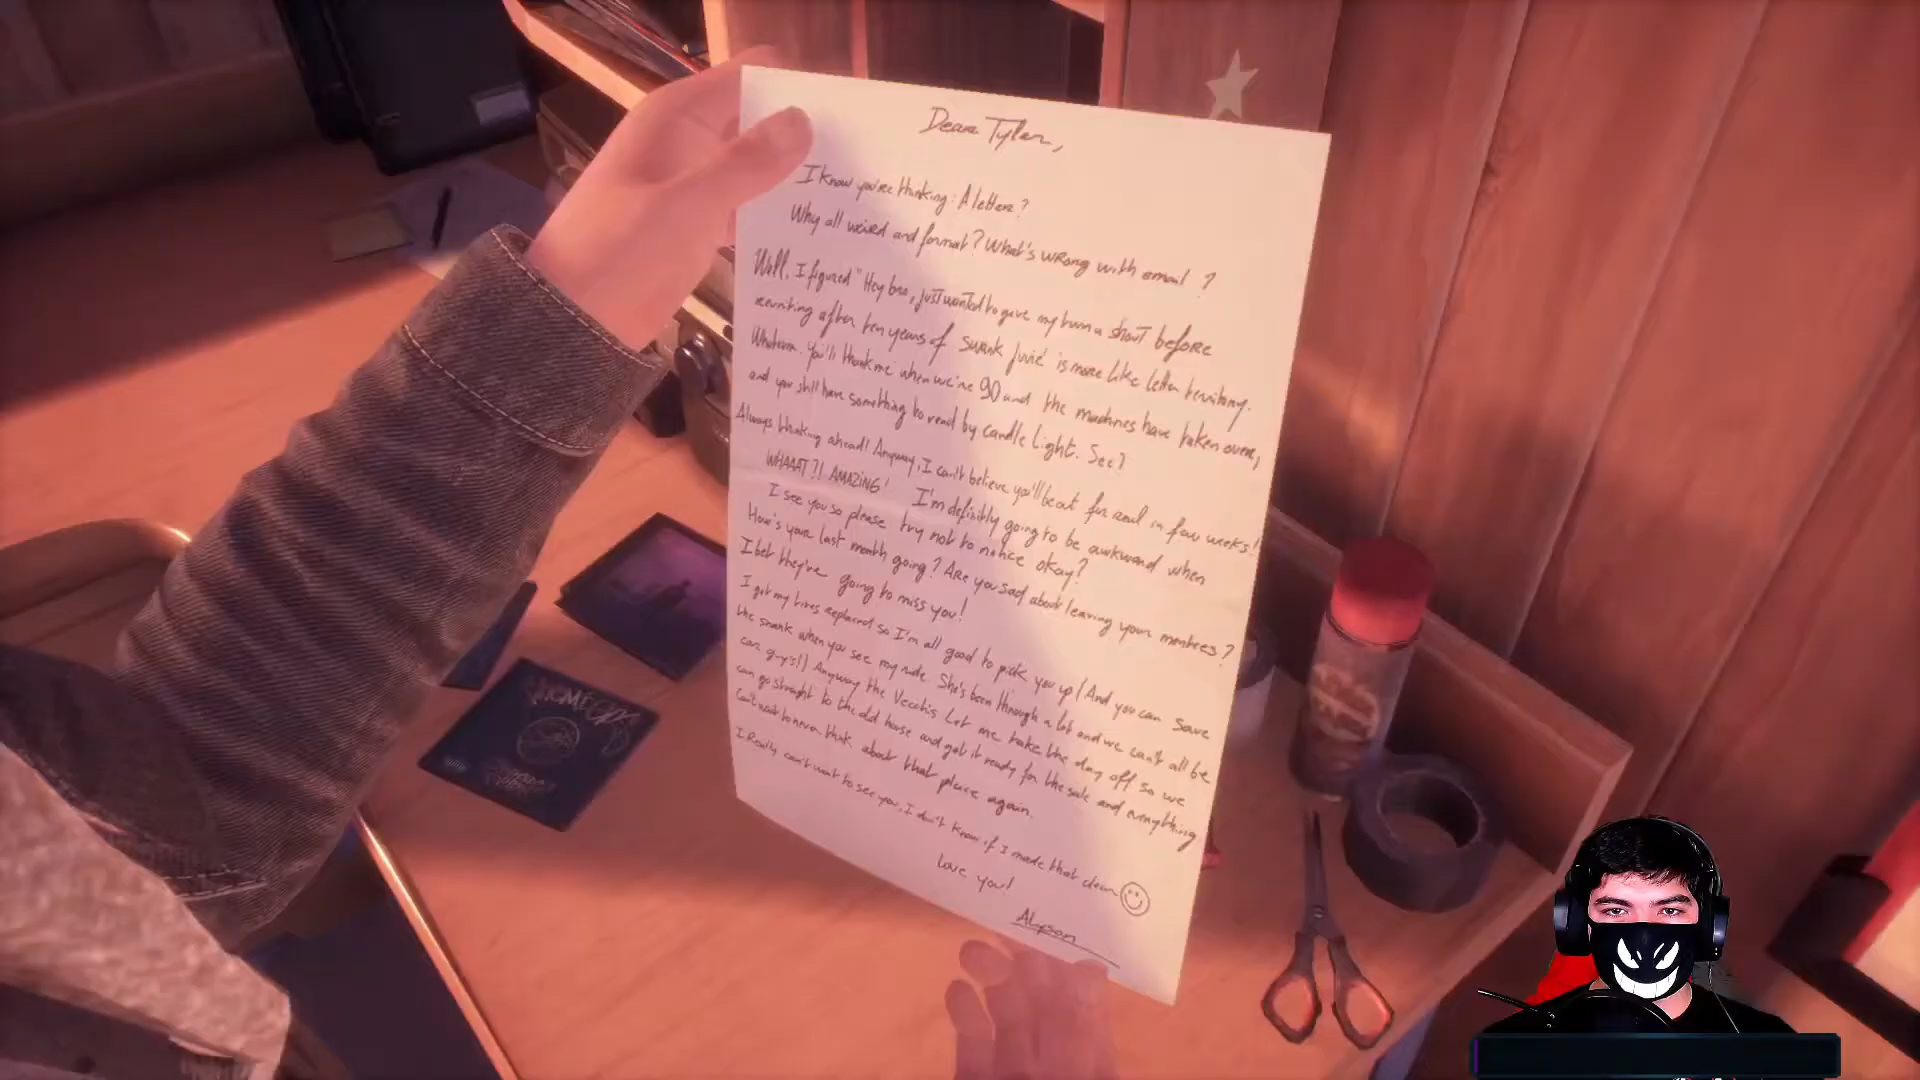 Dear Tyler,
I know you're thinking: A letter?
Why all weird and format? What's wrong with email ?
Well, I figured "Hey bro, just wanted to give my turn a shout before
reuniting after ten years of swank juvie" is more like letter territory.
Whatever. You'll thank me when we're 90 and the machines have taken over,
and you still have something to read by candle light. See?
Always thinking ahead! Anyway, I can't believe you'll be out for real in few weeks!
WHAAAT?!! AMAZING! I'm definitly going to be awkward when
I see you so please try not to notice okay?
How's your last month going? Are you sad about leaving your mentees?
I bet they're going to miss you!
I got my tires replaced so I'm all good to pick you up! (And you can save
the snark when you see my ride. She's been through a lot and we can't all be
car guys!) Anyway the Vecchis let me take the day off so we
can go straight to the old house and get it ready for the sale and everything
Can't wait to never think about that place again.
I Really can't wait to see you, I don't know if I made that clear
Love you!
Alyson